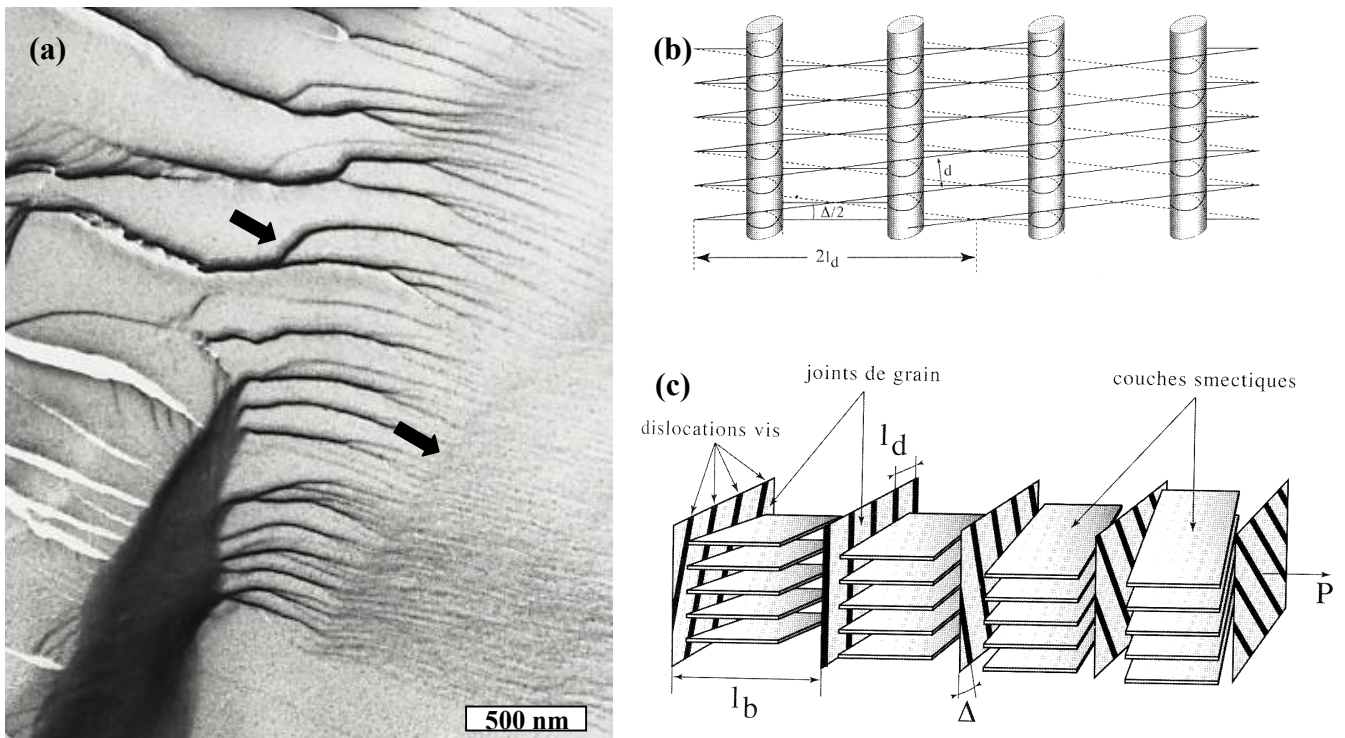 (a)
500 nm
(b)
d
Δ/2
2l_d
(c)
joints de grain
couches smectiques
dislocations vis
l_d
P
l_b
Δ